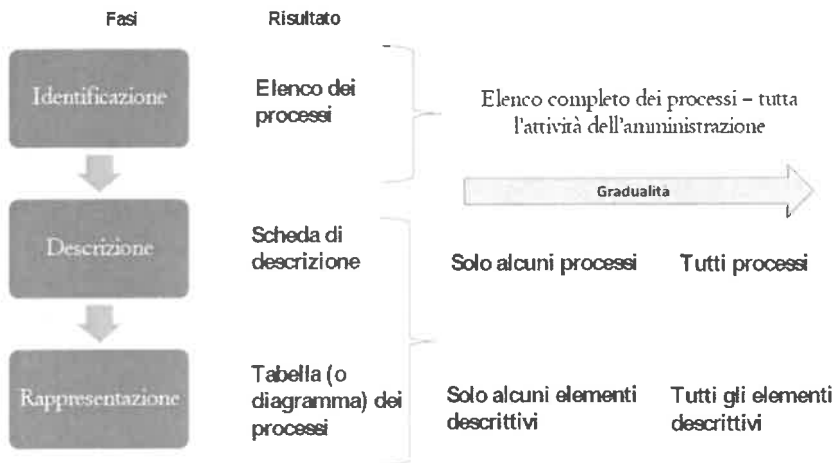 Fasi
Risultato
Identificazione
Elenco dei
processi
Elenco completo dei processi – tutta
l'attività dell'amministrazione
Gradualità
Descrizione
Scheda di
descrizione
Solo alcuni processi
Tutti processi
Rappresentazione
Tabella (o
diagramma) dei
processi
Solo alcuni elementi
descrittivi
Tutti gli elementi
descrittivi